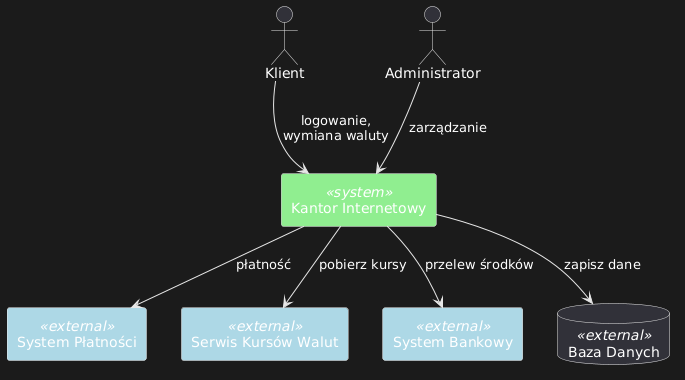 Klient
Administrator
logowanie,
wymiana waluty
zarządzanie
«system»
Kantor Internetowy
płatność
pobierz kursy
przelew środków
zapisz dane
«external»
System Płatności
«external»
Serwis Kursów Walut
«external»
System Bankowy
«external»
Baza Danych